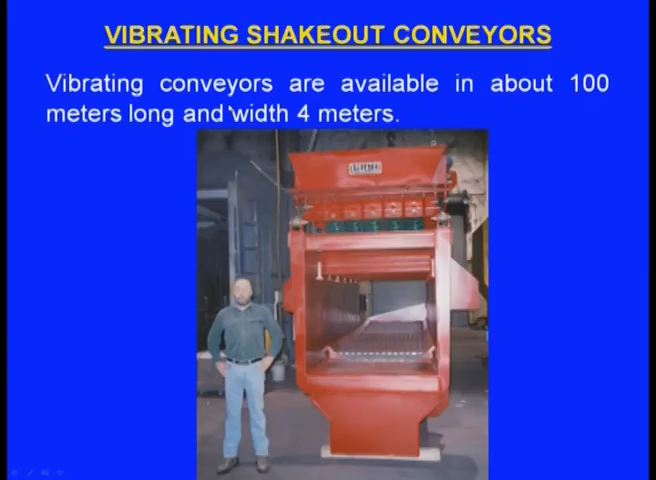 VIBRATING SHAKEOUT CONVEYORS
Vibrating conveyors are available in about 100
meters long and width 4 meters.